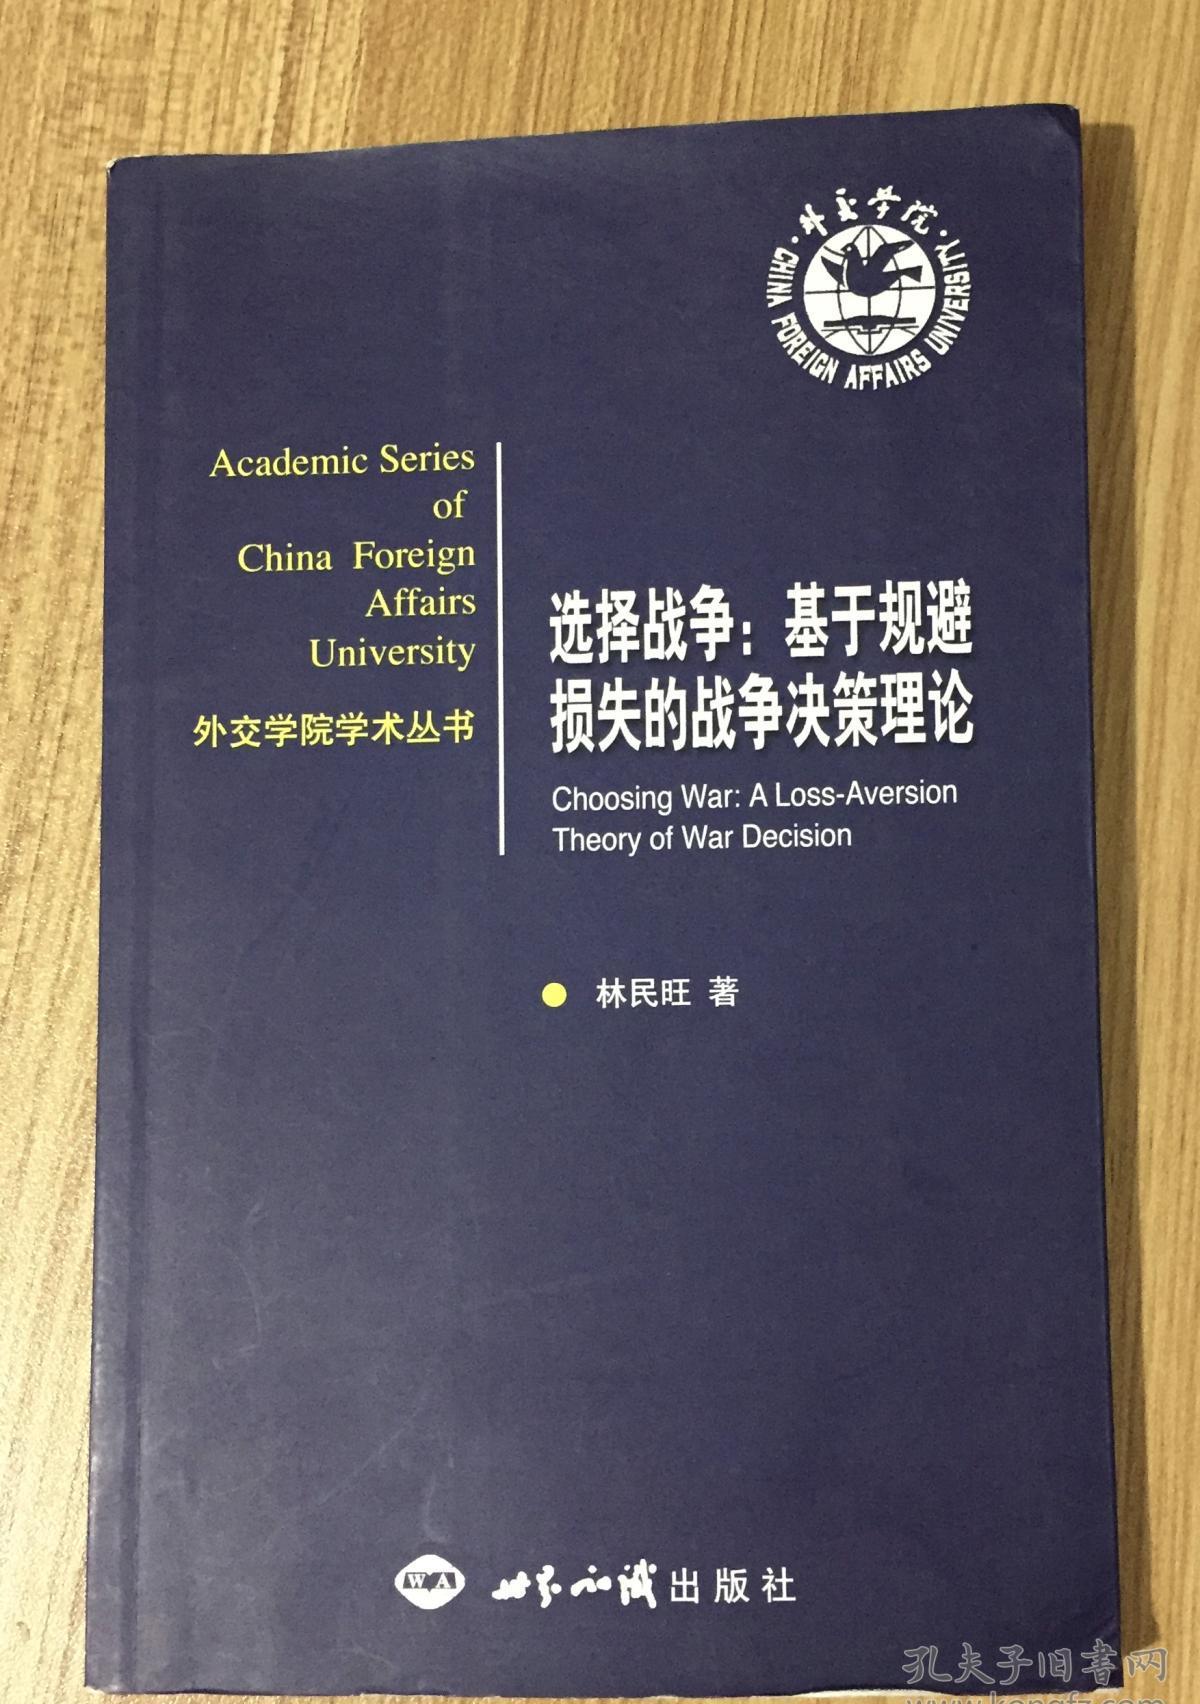 ·外交学院·
CHINA FOREIGN AFFAIRS UNIVERSITY
Academic Series
of
China Foreign
Affairs
University
外交学院学术丛书
选择战争：基于规避
损失的战争决策理论
Choosing War: A Loss-Aversion
Theory of War Decision
林民旺 著
WA
世界知识出版社
孔夫子旧书网